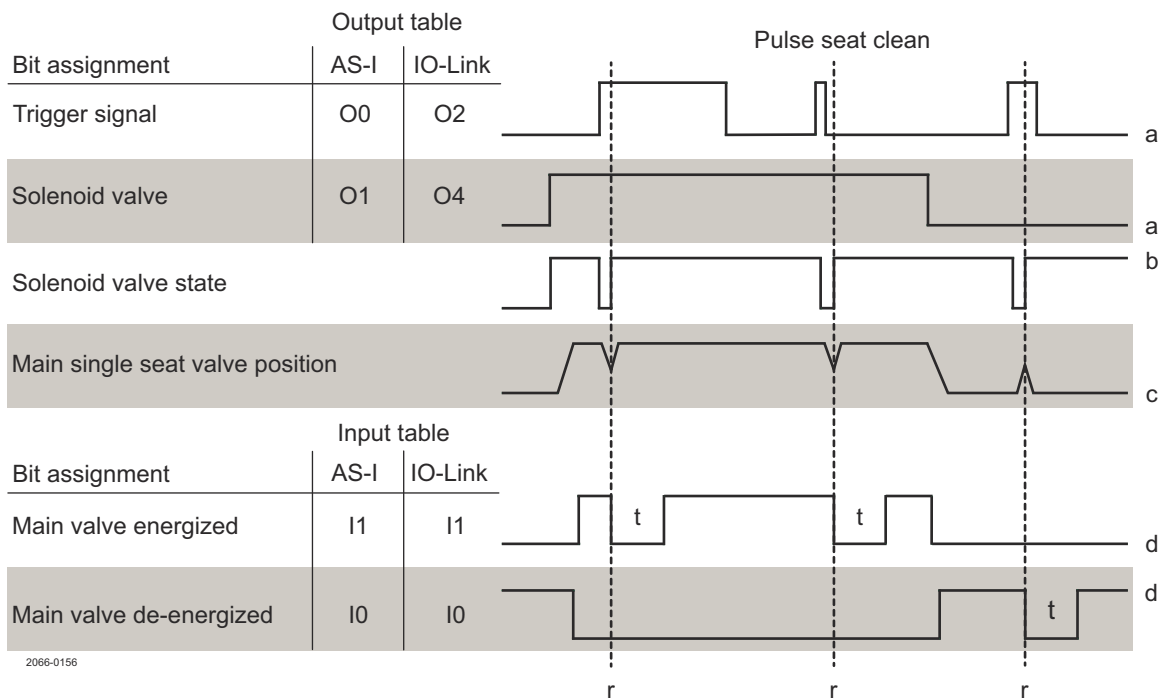 Output table
Pulse seat clean
Bit assignment AS-I IO-Link
Trigger signal O0 O2
a
Solenoid valve O1 O4
a
b
Solenoid valve state
Main single seat valve position
c
Input table
Bit assignment AS-I IO-Link
Main valve energized I1 I1 t t
d
d
Main valve de-energized I0 I0 t
2066-0156
r r r